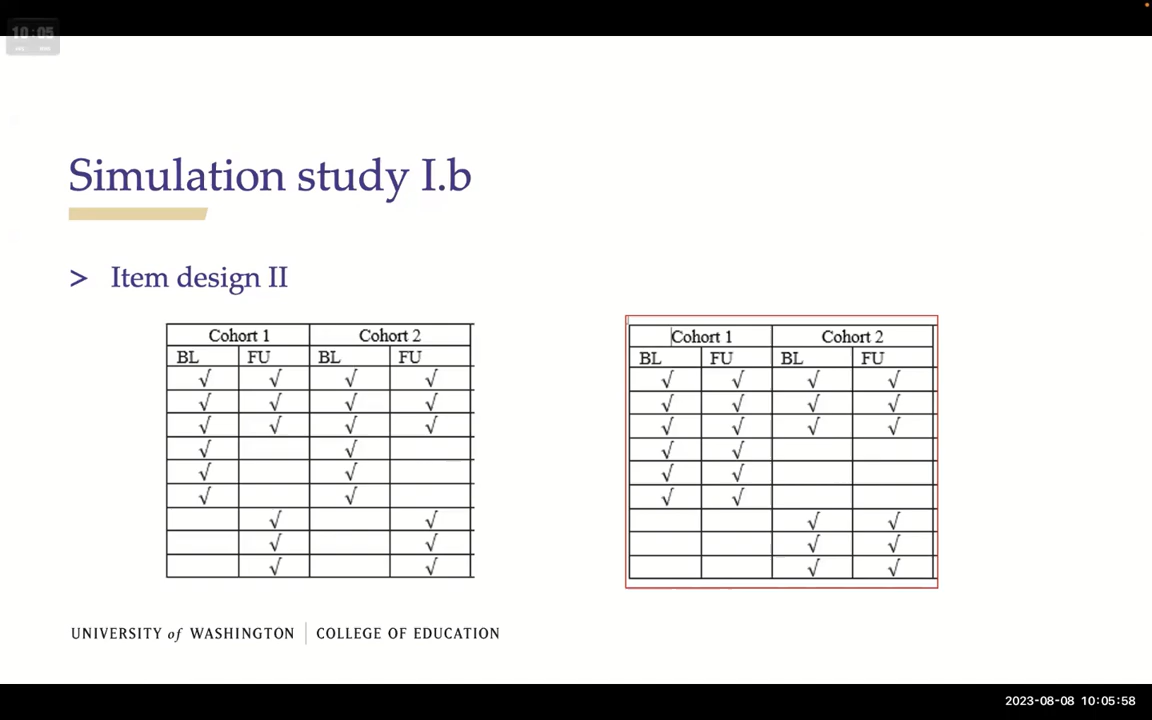 10:05
Simulation study I.b
> Item design II
Cohort 1 Cohort 2
BL FU BL FU
√ √ √ √
√ √ √ √
√ √ √ √
√ √
√ √
√ √
√ √
√ √
√ √
Cohort 1 Cohort 2
BL FU BL FU
√ √ √ √
√ √ √ √
√ √ √ √
√ √
√ √
√ √
√ √
√ √
√ √
UNIVERSITY of WASHINGTON | COLLEGE OF EDUCATION
2023-08-08 10:05:58